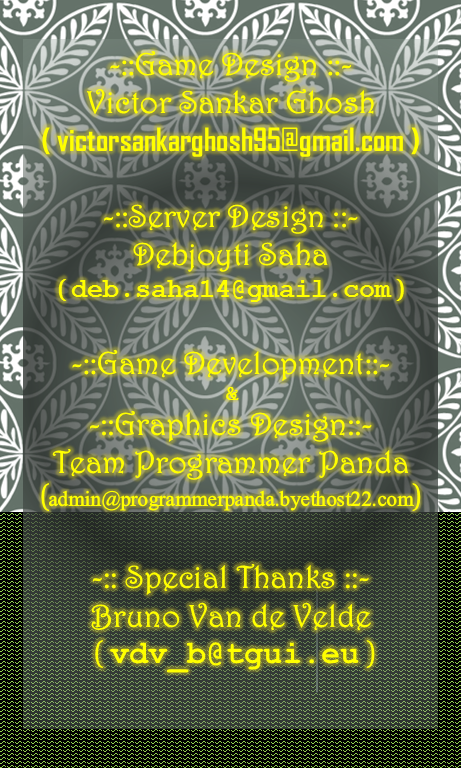 -::Game Design ::-
Victor Sankar Ghosh
( victorsankarghosh95@gmail.com )
-::Server Design ::-
Debjoyti Saha
(deb.saha14@gmail.com)
-::Game Development::-
&
-::Graphics Design::-
Team Programmer Panda
(admin@programmerpanda.byethost22.com)
-:: Special Thanks ::-
Bruno Van de Velde
(vdv_b@tgui.eu)